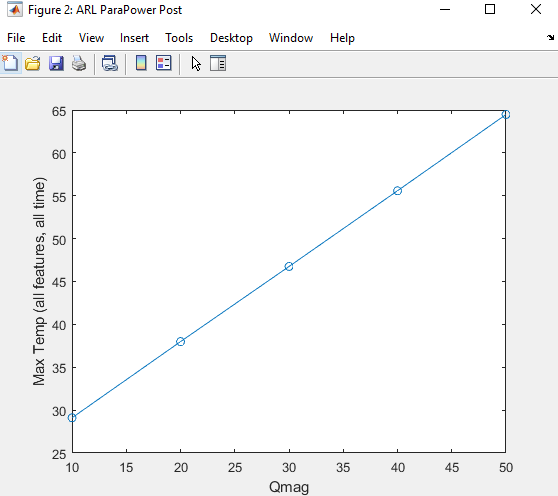 Figure 2: ARL ParaPower Post
File Edit View Insert Tools Desktop Window Help
65
60
55
50
45
40
35
30
25
Max Temp (all features, all time)
10 15 20 25 30 35 40 45 50
Qmag